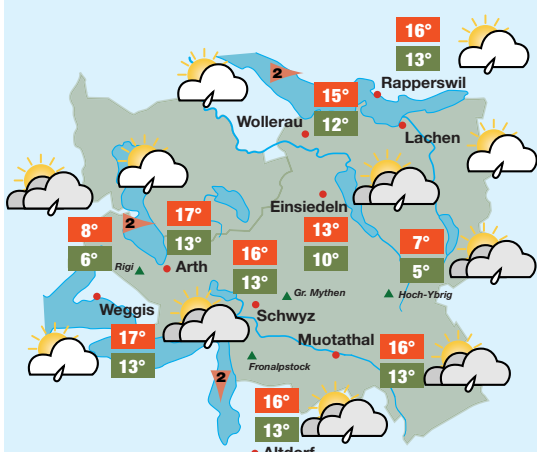 16°
13°
Rapperswil
2
15°
12°
Wollerau
Lachen
Einsiedeln
13°
10°
17°
13°
8°
6°
2
Rigi
Arth
16°
13°
7°
5°
Hoch-Ybrig
Gr. Mythen
Weggis
Schwyz
17°
13°
Muotathal
16°
13°
Fronalpstock
2
16°
13°
Altdorf